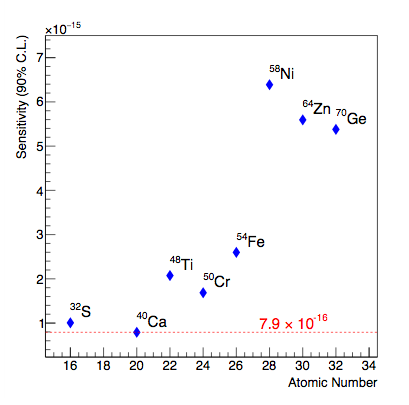 ×10⁻¹⁵
Sensitivity (90% C.L.)
7
6
5
4
3
2
1
⁵⁸Ni
⁶⁴Zn
⁷⁰Ge
⁵⁴Fe
⁴⁸Ti
⁵⁰Cr
³²S
⁴⁰Ca
7.9 × 10⁻¹⁶
16 18 20 22 24 26 28 30 32 34
Atomic Number